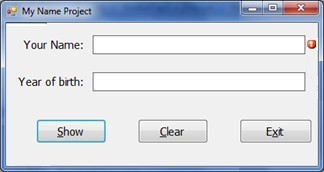 My Name Project
Your Name:
Year of birth:
Show Clear Exit